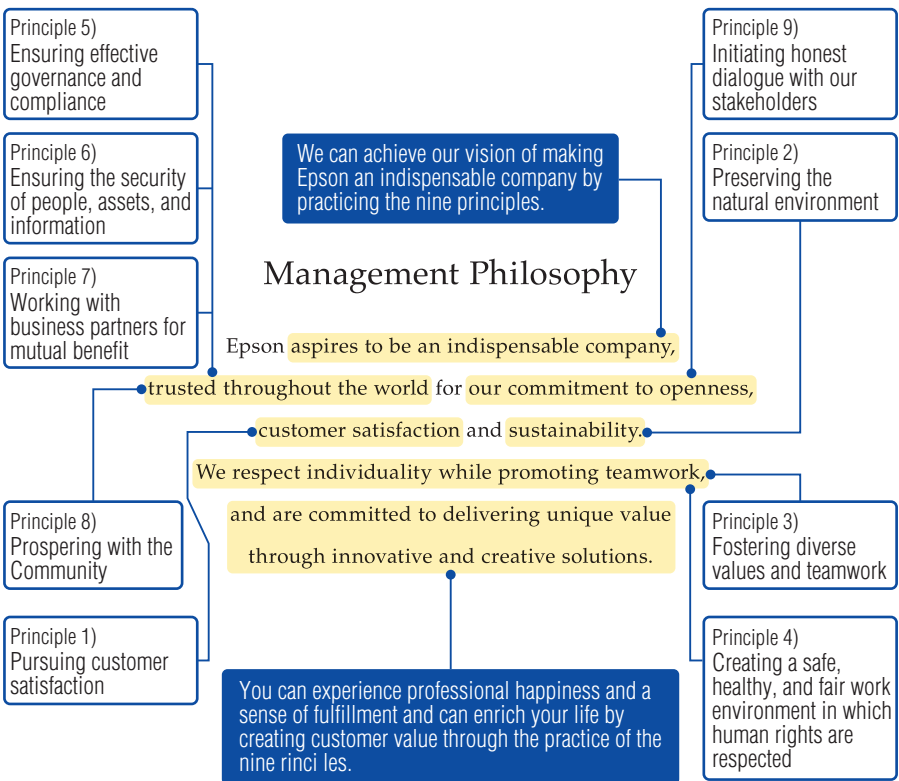 Principle 5)
Ensuring effective
governance and
compliance
Principle 6)
Ensuring the security
of people, assets, and
information
Principle 7)
Working with
business partners for
mutual benefit
Principle 9)
Initiating honest
dialogue with our
stakeholders
Principle 2)
Preserving the
natural environment
We can achieve our vision of making
Epson an indispensable company by
practicing the nine principles.
Management Philosophy
Epson aspires to be an indispensable company,
trusted throughout the world for our commitment to openness,
customer satisfaction and sustainability.
We respect individuality while promoting teamwork,
and are committed to delivering unique value
through innovative and creative solutions.
Principle 8)
Prospering with the
Community
Principle 1)
Pursuing customer
satisfaction
Principle 3)
Fostering diverse
values and teamwork
Principle 4)
Creating a safe,
healthy, and fair work
environment in which
human rights are
respected
You can experience professional happiness and a
sense of fulfillment and can enrich your life by
creating customer value through the practice of the
nine rinci les.